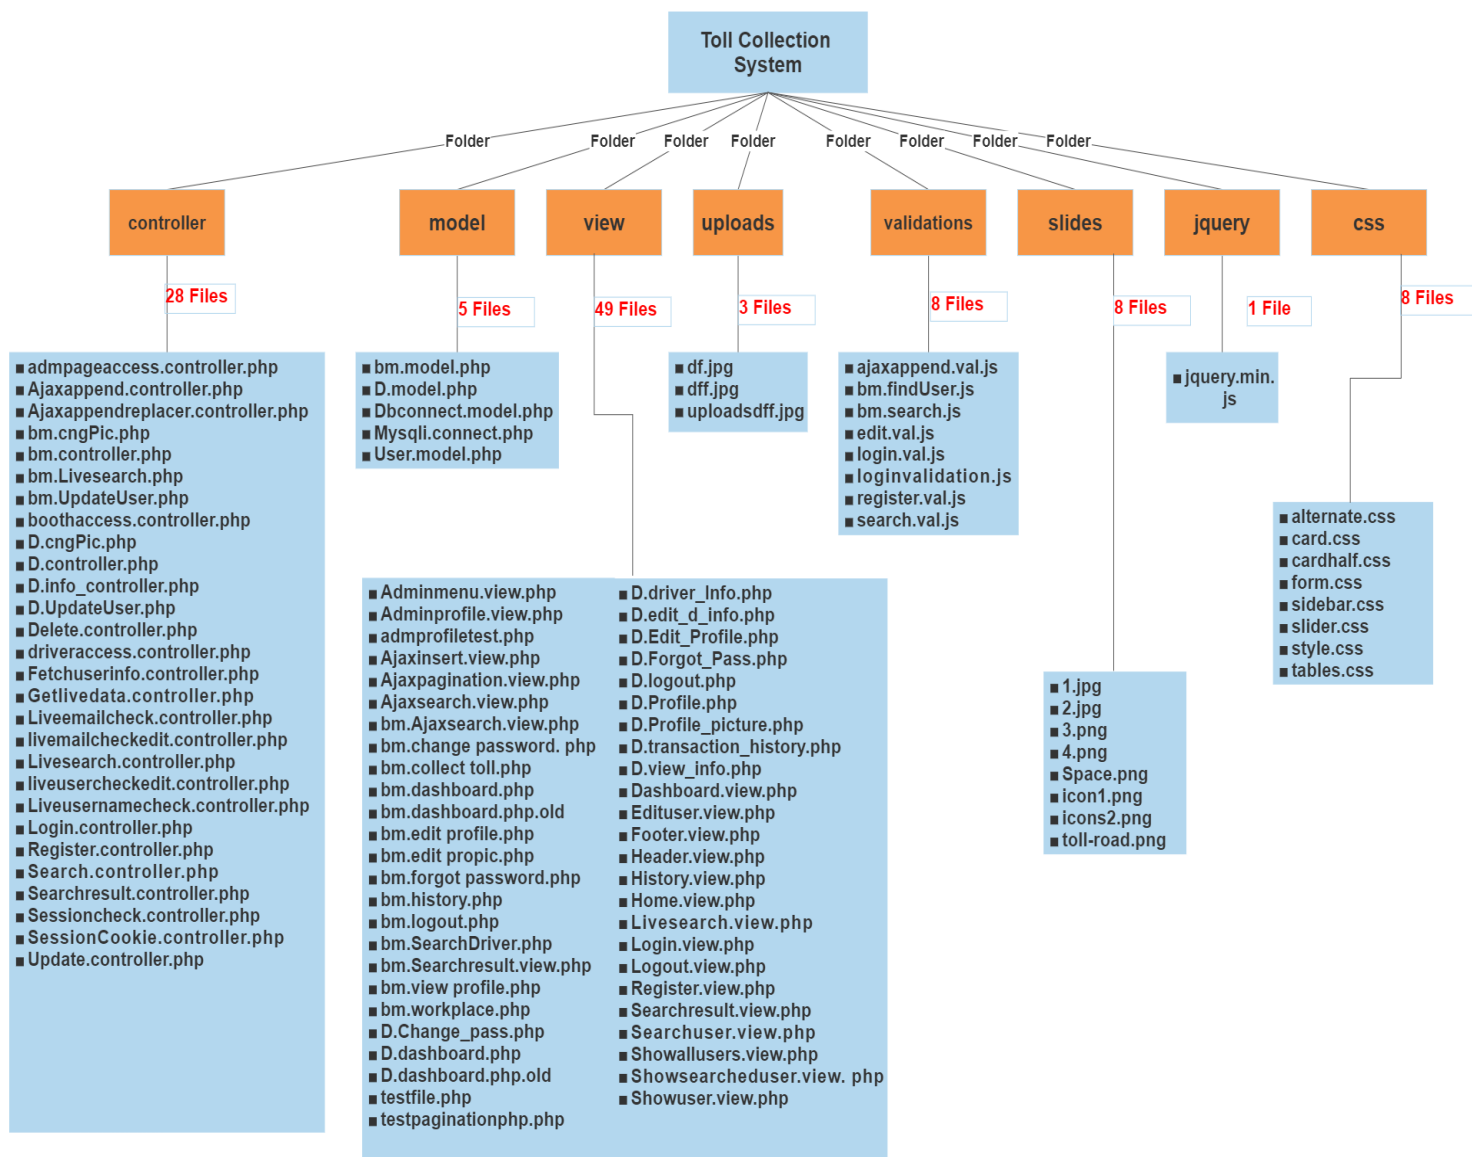 Toll Collection
System
Folder
Folder
Folder
Folder
Folder
Folder
Folder
Folder
controller
model
view
uploads
validations
slides
jquery
css
28 Files
5 Files
49 Files
3 Files
8 Files
8 Files
1 File
8 Files
admpageaccess.controller.php
Ajaxappend.controller.php
Ajaxappendreplacer.controller.php
bm.cngPic.php
bm.controller.php
bm.Livesearch.php
bm.UpdateUser.php
boothaccess.controller.php
D.cngPic.php
D.controller.php
D.info_controller.php
D.UpdateUser.php
Delete.controller.php
driveraccess.controller.php
Fetchuserinfo.controller.php
Getlivedata.controller.php
Liveemailcheck.controller.php
livemailcheckedit.controller.php
Livesearch.controller.php
liveusercheckedit.controller.php
Liveusernamecheck.controller.php
Login.controller.php
Register.controller.php
Search.controller.php
Searchresult.controller.php
Sessioncheck.controller.php
SessionCookie.controller.php
Update.controller.php
bm.model.php
D.model.php
Dbconnect.model.php
Mysqli.connect.php
User.model.php
Adminmenu.view.php
Adminprofile.view.php
admprofiletest.php
Ajaxinsert.view.php
Ajaxpagination.view.php
Ajaxsearch.view.php
bm.Ajaxsearch.view.php
bm.change password. php
bm.collect toll.php
bm.dashboard.php
bm.dashboard.php.old
bm.edit profile.php
bm.edit propic.php
bm.forgot password.php
bm.history.php
bm.logout.php
bm.SearchDriver.php
bm.Searchresult.view.php
bm.view profile.php
bm.workplace.php
D.Change_pass.php
D.dashboard.php
D.dashboard.php.old
testfile.php
testpaginationphp.php
D.driver_Info.php
D.edit_d_info.php
D.Edit_Profile.php
D.Forgot_Pass.php
D.logout.php
D.Profile.php
D.Profile_picture.php
D.transaction_history.php
D.view_info.php
Dashboard.view.php
Edituser.view.php
Footer.view.php
Header.view.php
History.view.php
Home.view.php
Livesearch.view.php
Login.view.php
Logout.view.php
Register.view.php
Searchresult.view.php
Searchuser.view.php
Showallusers.view.php
Showsearcheduser.view. php
Showuser.view.php
df.jpg
dff.jpg
uploadsdff.jpg
ajaxappend.val.js
bm.findUser.js
bm.search.js
edit.val.js
login.val.js
loginvalidation.js
register.val.js
search.val.js
1.jpg
2.jpg
3.png
4.png
Space.png
icon1.png
icons2.png
toll-road.png
jquery.min.
js
alternate.css
card.css
cardhalf.css
form.css
sidebar.css
slider.css
style.css
tables.css